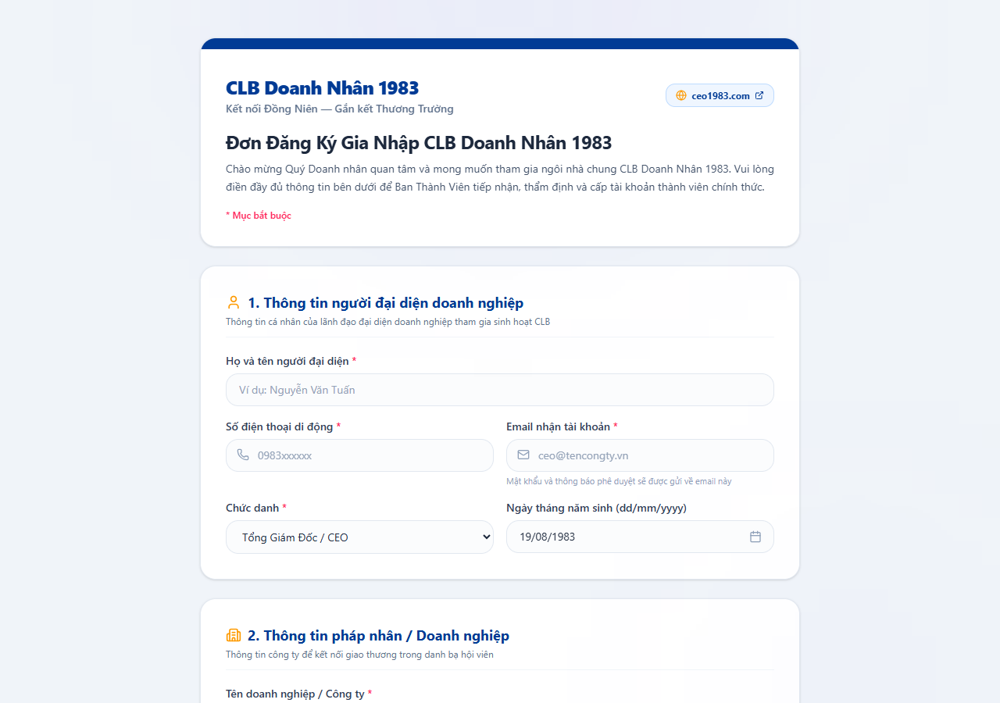 CLB Doanh Nhân 1983
Kết nối Đồng Niên — Gắn kết Thương Trường
ceo1983.com
Đơn Đăng Ký Gia Nhập CLB Doanh Nhân 1983
Chào mừng Quý Doanh nhân quan tâm và mong muốn tham gia ngôi nhà chung CLB Doanh Nhân 1983. Vui lòng
điền đầy đủ thông tin bên dưới để Ban Thành Viên tiếp nhận, thẩm định và cấp tài khoản thành viên chính thức.
* Mục bắt buộc
1. Thông tin người đại diện doanh nghiệp
Thông tin cá nhân của lãnh đạo đại diện doanh nghiệp tham gia sinh hoạt CLB
Họ và tên người đại diện *
Ví dụ: Nguyễn Văn Tuấn
Số điện thoại di động *
0983xxxxxx
Email nhận tài khoản *
ceo@tencongty.vn
Mật khẩu và thông báo phê duyệt sẽ được gửi về email này
Chức danh *
Tổng Giám Đốc / CEO
Ngày tháng năm sinh (dd/mm/yyyy)
19/08/1983
2. Thông tin pháp nhân / Doanh nghiệp
Thông tin công ty để kết nối giao thương trong danh bạ hội viên
Tên doanh nghiệp / Công ty *